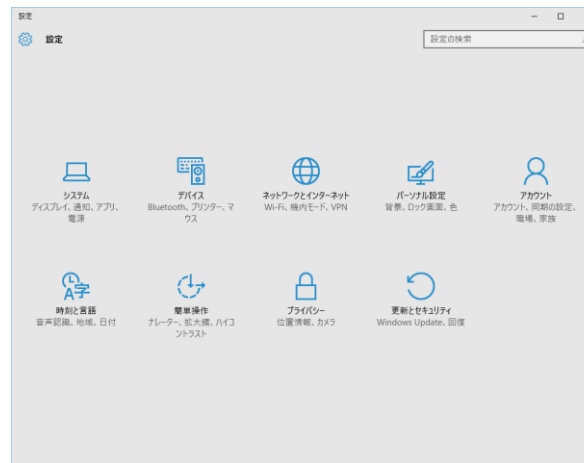 設定
設定
設定の検索
システム
ディスプレイ、通知、アプリ、
電源
デバイス
Bluetooth、プリンター、マ
ウス
ネットワークとインターネット
Wi-Fi、機内モード、VPN
パーソナル設定
背景、ロック画面、色
アカウント
アカウント、同期の設定、
職場、家族
時刻と言語
音声認識、地域、日付
簡単操作
ナレーター、拡大鏡、ハイコ
ントラスト
プライバシー
位置情報、カメラ
更新とセキュリティ
Windows Update、回復
A字